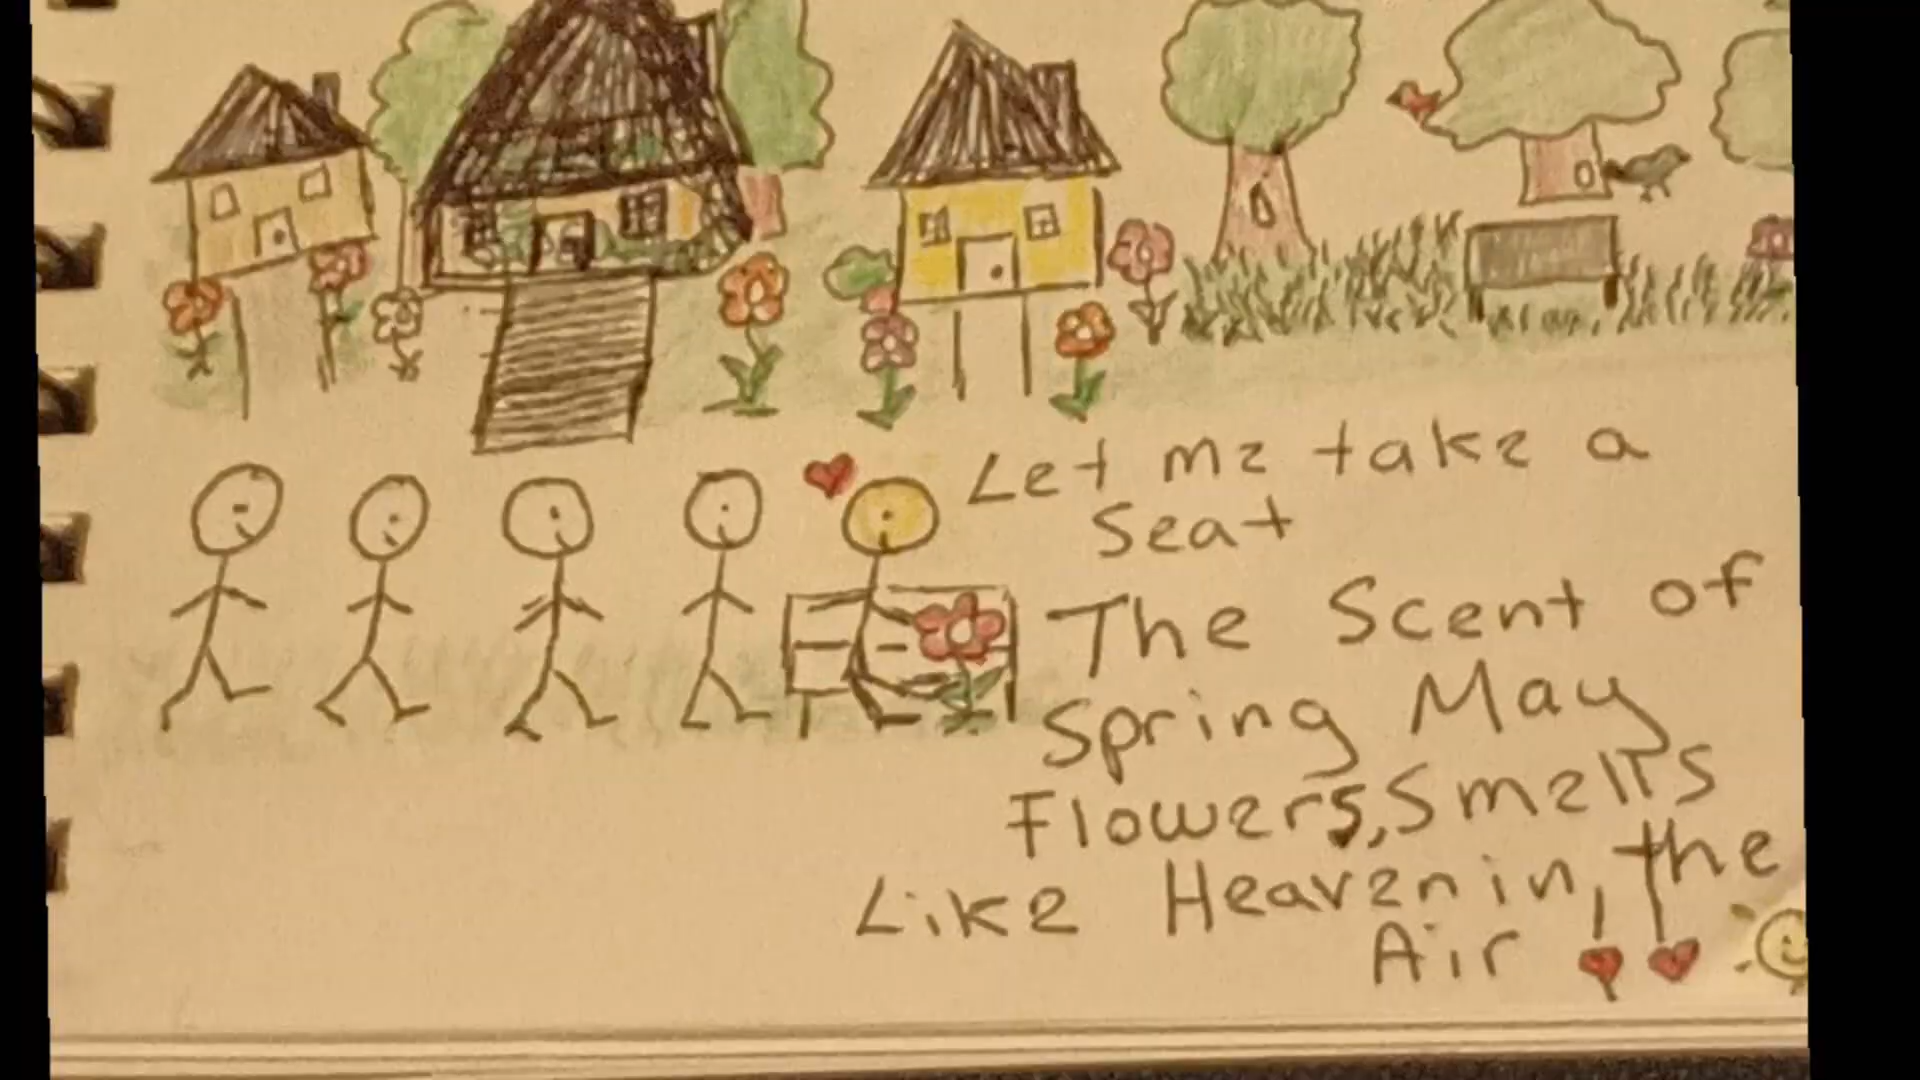 Let me take a
Seat
The Scent of
Spring May
Flowers, Smells
Like Heaven in, the
Air